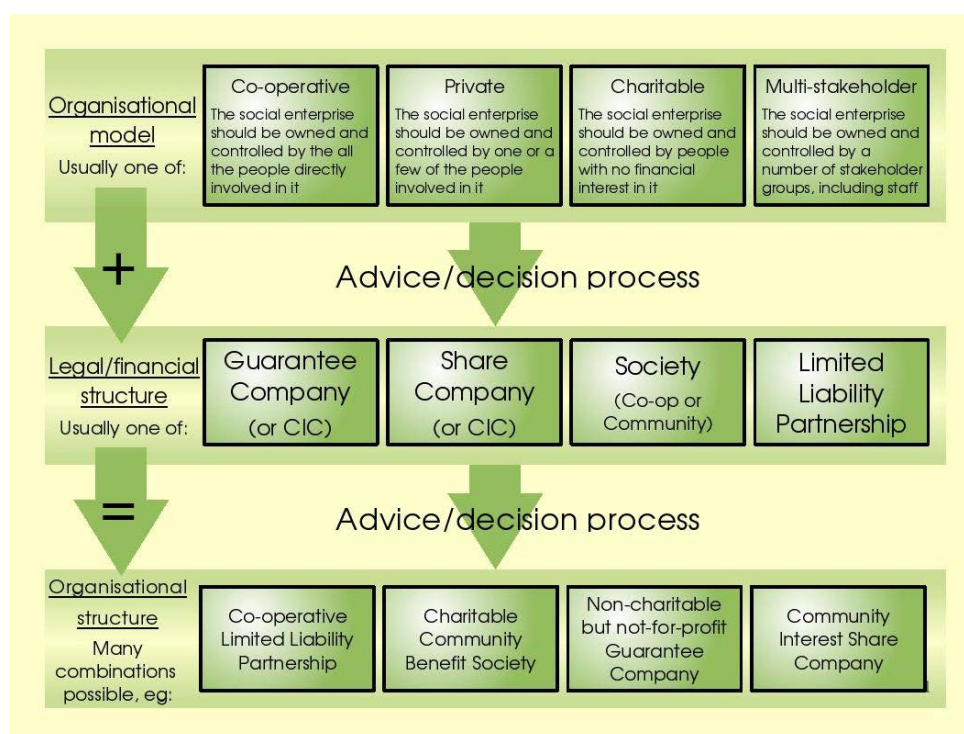 Organisational
model
Usually one of:
Co-operative
The social enterprise
should be owned and
controlled by the all
the people directly
involved in it
Private
The social enterprise
should be owned and
controlled by one or a
few of the people
involved in it
Charitable
The social enterprise
should be owned and
controlled by people
with no financial
interest in it
Multi-stakeholder
The social enterprise
should be owned and
controlled by a
number of stakeholder
groups, including staff
+
Advice/decision process
Legal/financial
structure
Usually one of:
Guarantee
Company
(or CIC)
Share
Company
(or CIC)
Society
(Co-op or
Community)
Limited
Liability
Partnership
=
Advice/decision process
Organisational
structure
Many
combinations
possible, eg:
Co-operative
Limited Liability
Partnership
Charitable
Community
Benefit Society
Non-charitable
but not-for-profit
Guarantee
Company
Community
Interest Share
Company